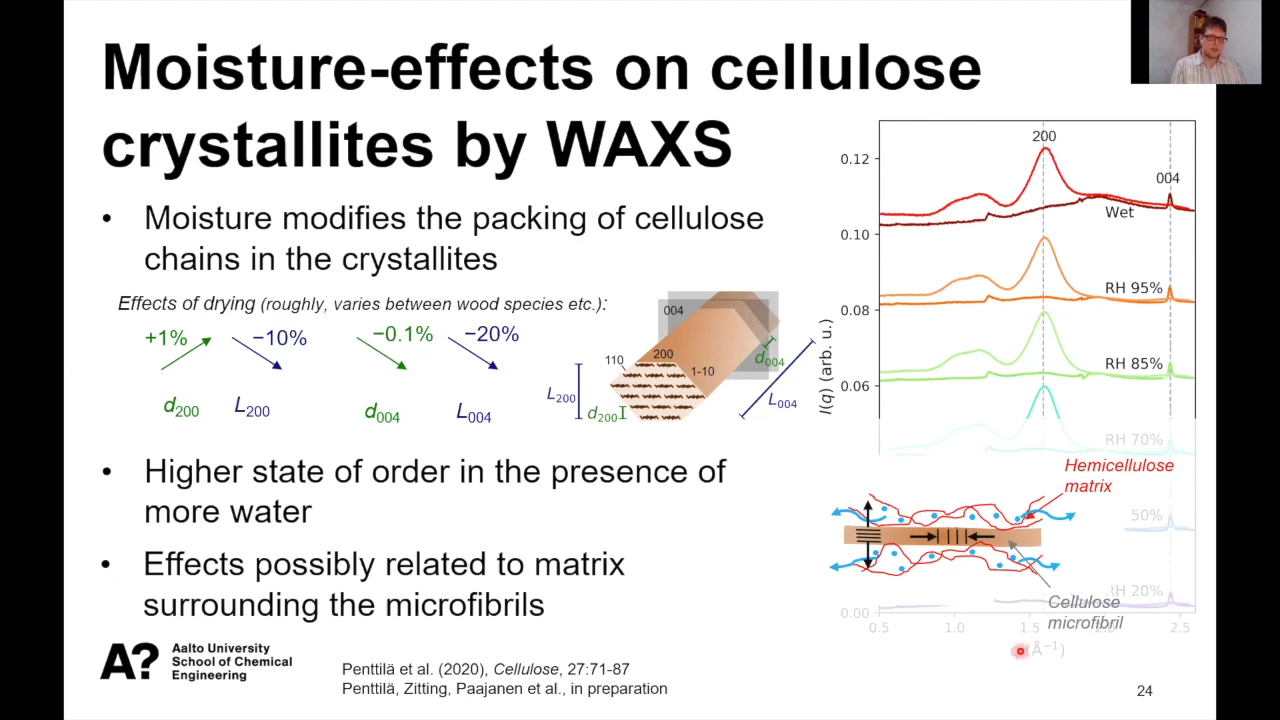 Moisture-effects on cellulose
crystallites by WAXS
• Moisture modifies the packing of cellulose
chains in the crystallites
Effects of drying (roughly, varies between wood species etc.):
+1% −10% −0.1% −20%
d200 L200 d004 L004
004
110 200 1-10
L200
d200
d004
L004
• Higher state of order in the presence of
more water
• Effects possibly related to matrix
surrounding the microfibrils
200
004
0.12
Wet
0.10
RH 95%
0.08
RH 85%
0.06
I(q) (arb. u.)
RH 70%
Hemicellulose
matrix
50%
RH 20%
Cellulose
microfibril
0.00
0.5 1.0 1.5 2.0 2.5
(Å−1)
A?
Aalto University
School of Chemical
Engineering
Penttilä et al. (2020), Cellulose, 27:71-87
Penttilä, Zitting, Paajanen et al., in preparation
24